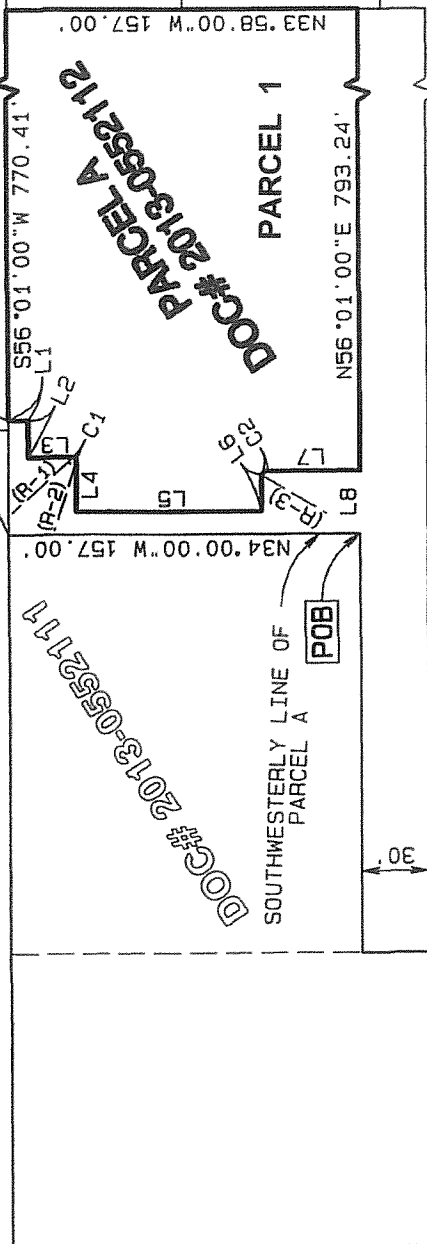 N33°58'00"W 157.00'
S56°01'00"W 770.41'
PARCEL A
DOC# 2013-0552112
PARCEL 1
N56°01'00"E 793.24'
L1
L2
L3
C1
(R-1)
(R-2)
L4
L5
L6
C2
(R-3)
L7
L8
N34°00'00"W 157.00'
DOC# 2013-0552111
SOUTHWESTERLY LINE OF
PARCEL A
POB
30'